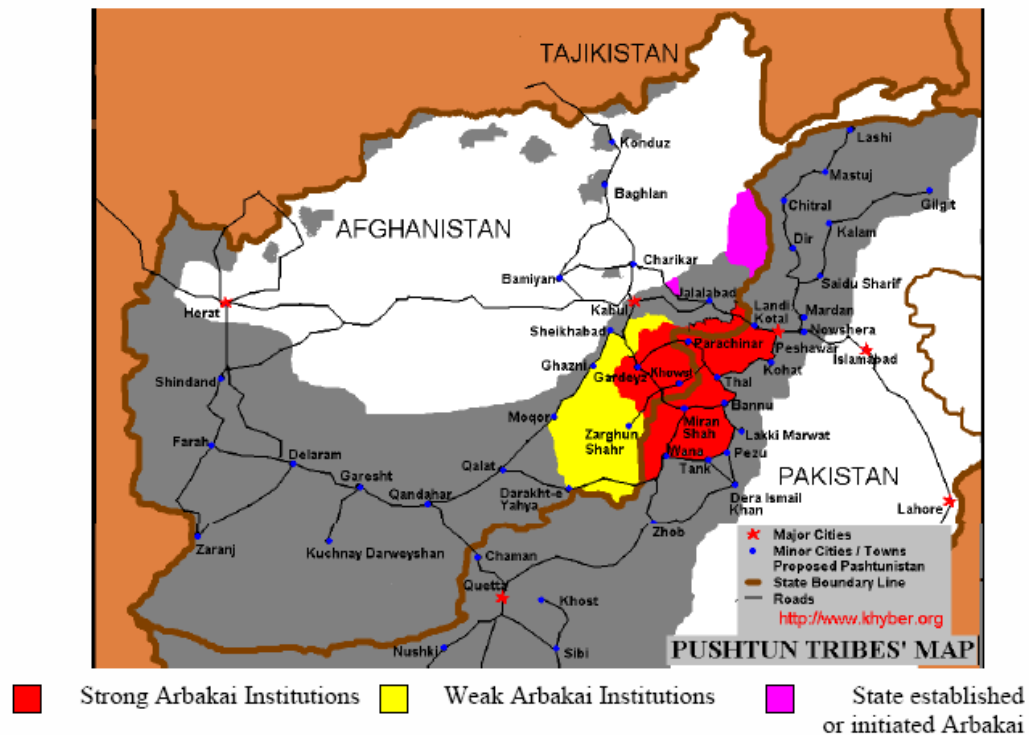 TAJIKISTAN
Lashi
Konduz
Mastuj
Baghlan
Chitral
Gilgit
AFGHANISTAN
Kalam
Dir
Charikar
Bamiyan
Saidu Sharif
Jalalabad
Herat
Kabul
Landi
Kotal
Mardan
Nowshera
Sheikhabad
Parachinar
Peshawar
Islamabad
Ghazni
Gardeyz
Khowst
Kohat
Shindand
Thal
Moqor
Bannu
Zarghun
Shahr
Miran
Shah
Lakki Marwat
Farah
Wana
Pezu
Delaram
Qalat
Tank
PAKISTAN
Garesht
Qandahar
Darakht-e
Yahya
Dera Ismail
Khan
Lahore
Zaranj
Kuchnay Darweyshan
Zhob
Chaman
Quetta
Khost
Nushki
Sibi
Major Cities
Minor Cities / Towns
Proposed Pashtunistan
State Boundary Line
Roads
http://www.khyber.org
PUSHTUN TRIBES' MAP
Strong Arbakai Institutions
Weak Arbakai Institutions
State established
or initiated Arbakai